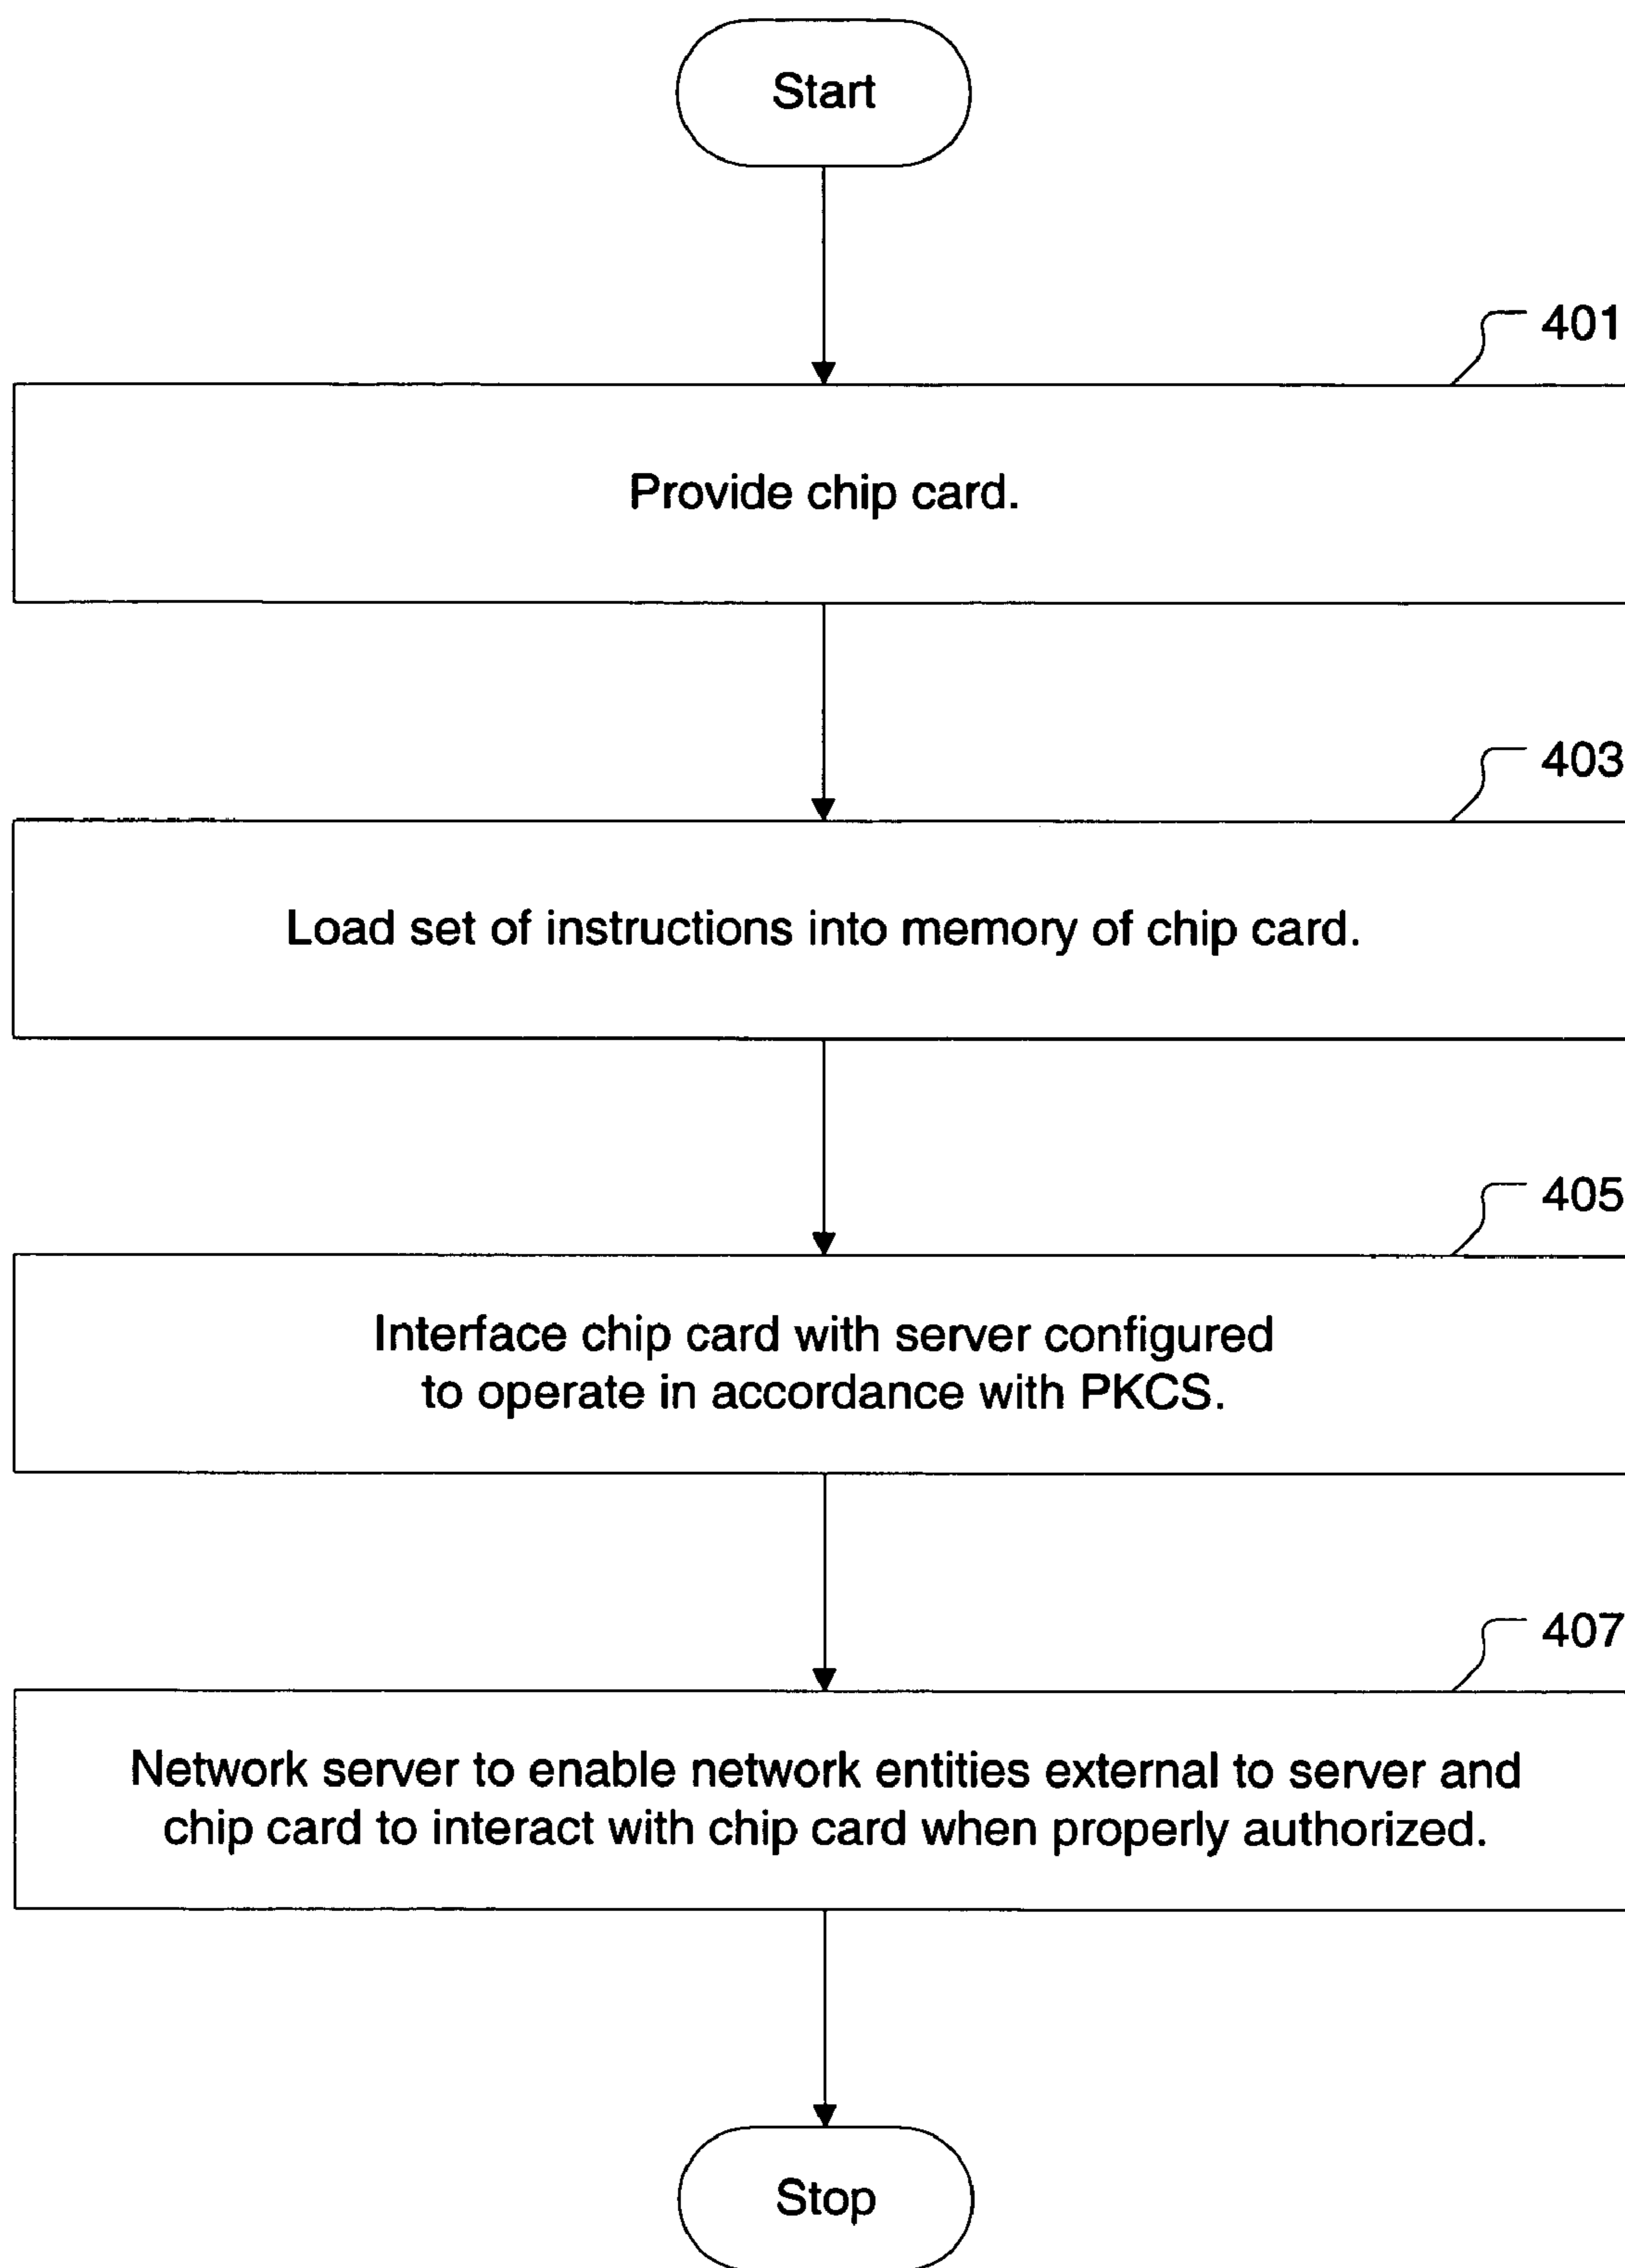 Start
401
Provide chip card.
403
Load set of instructions into memory of chip card.
405
Interface chip card with server configured
to operate in accordance with PKCS.
407
Network server to enable network entities external to server and
chip card to interact with chip card when properly authorized.
Stop